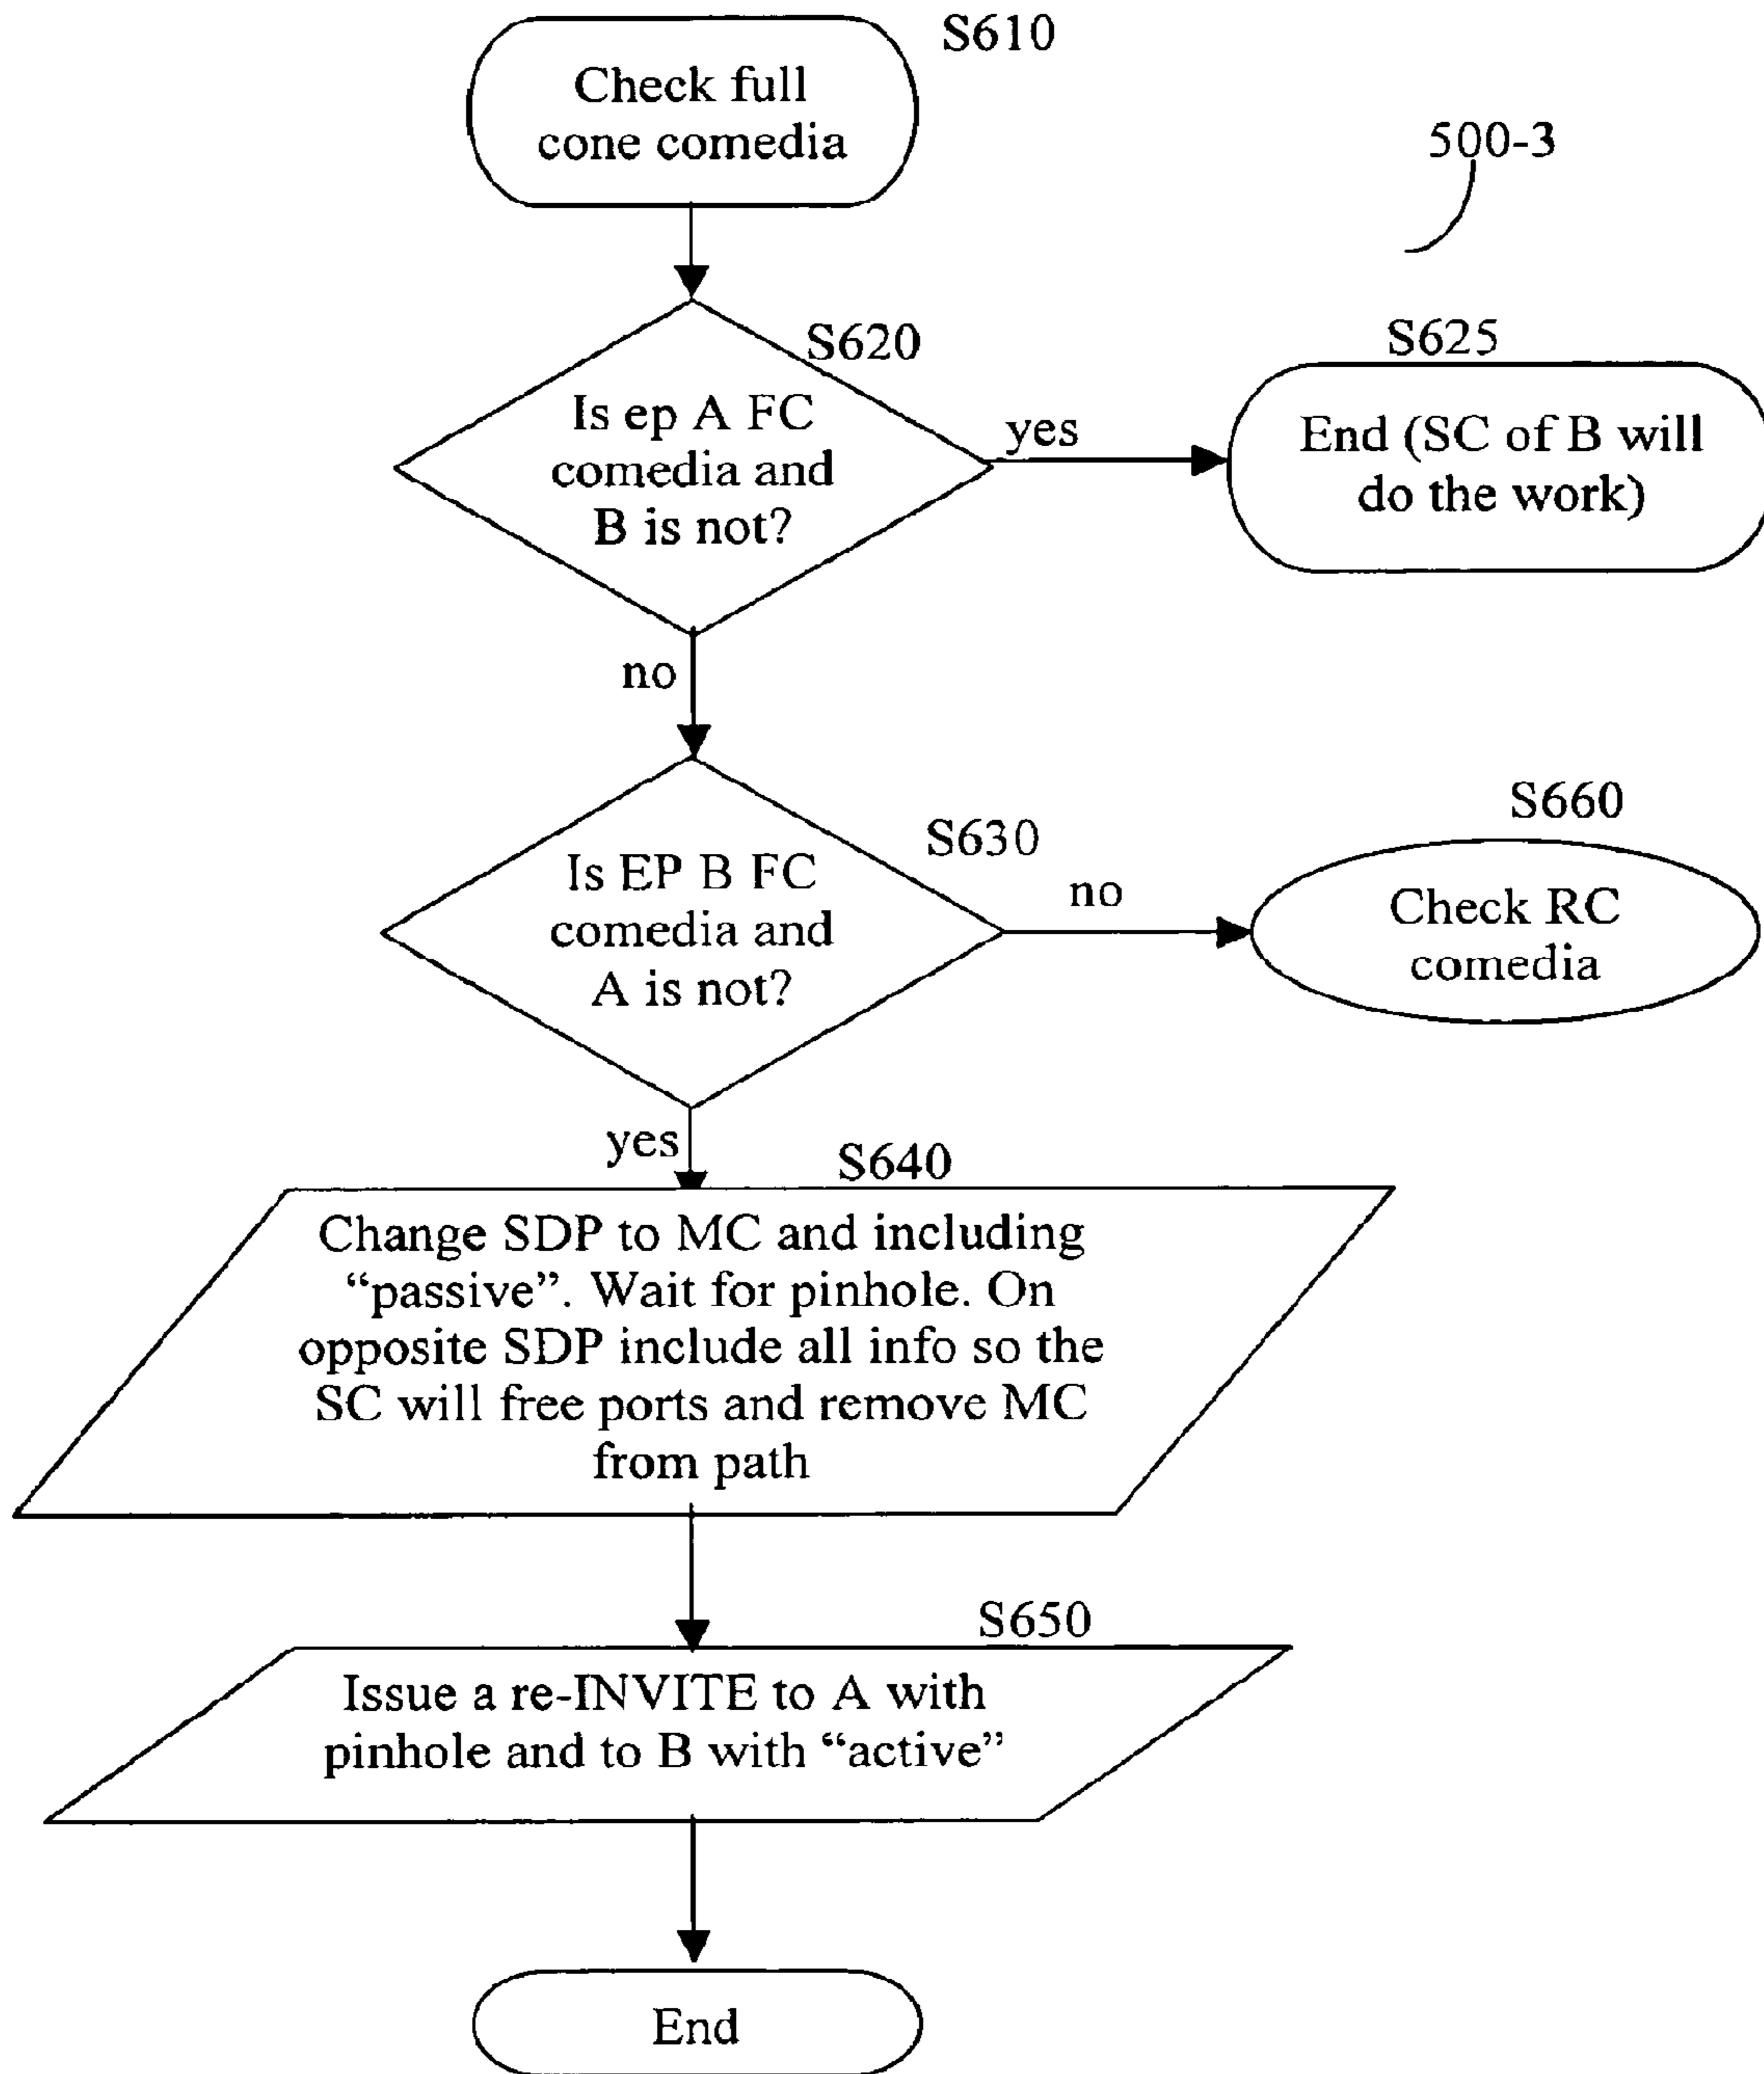 S610
Check full
cone comedia
500-3
S620
Is ep A FC
comedia and
B is not?
yes
S625
End (SC of B will
do the work)
no
S630
Is EP B FC
comedia and
A is not?
no
S660
Check RC
comedia
yes
S640
Change SDP to MC and including
“passive”. Wait for pinhole. On
opposite SDP include all info so the
SC will free ports and remove MC
from path
S650
Issue a re-INVITE to A with
pinhole and to B with “active”
End